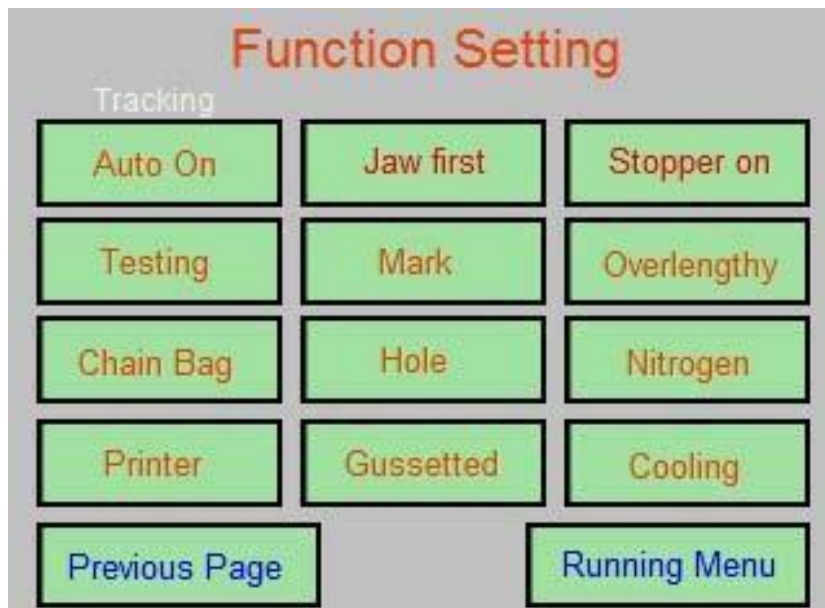 Function Setting
Tracking
Auto On
Jaw first
Stopper on
Testing
Mark
Overlengthy
Chain Bag
Hole
Nitrogen
Printer
Gussetted
Cooling
Previous Page
Running Menu